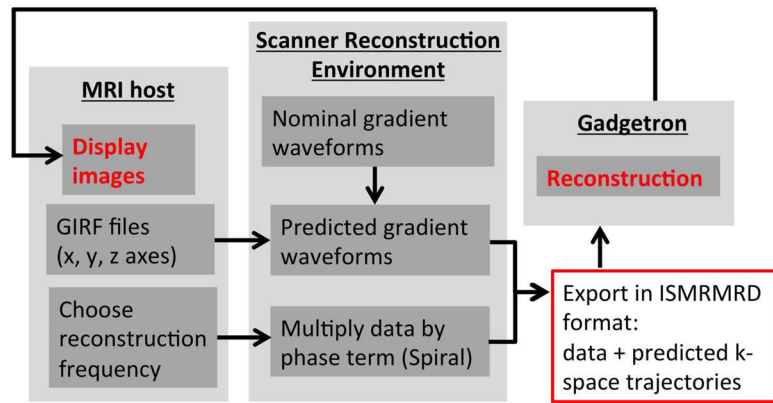 MRI host
Display
images
GIRF files
(x, y, z axes)
Choose
reconstruction
frequency
Scanner Reconstruction
Environment
Nominal gradient
waveforms
Predicted gradient
waveforms
Multiply data by
phase term (Spiral)
Gadgetron
Reconstruction
Export in ISMRMRD
format:
data + predicted k-
space trajectories